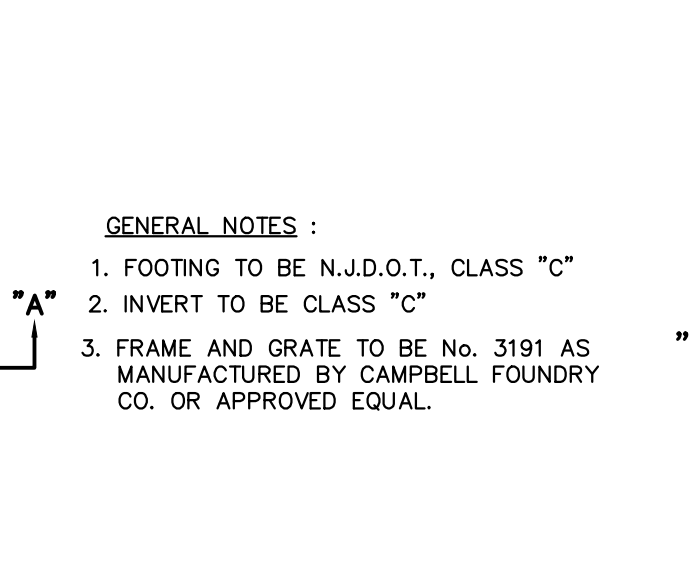 GENERAL NOTES :
1. FOOTING TO BE N.J.D.O.T., CLASS "C"
"A"
2. INVERT TO BE CLASS "C"
3. FRAME AND GRATE TO BE No. 3191 AS
MANUFACTURED BY CAMPBELL FOUNDRY
CO. OR APPROVED EQUAL.
"